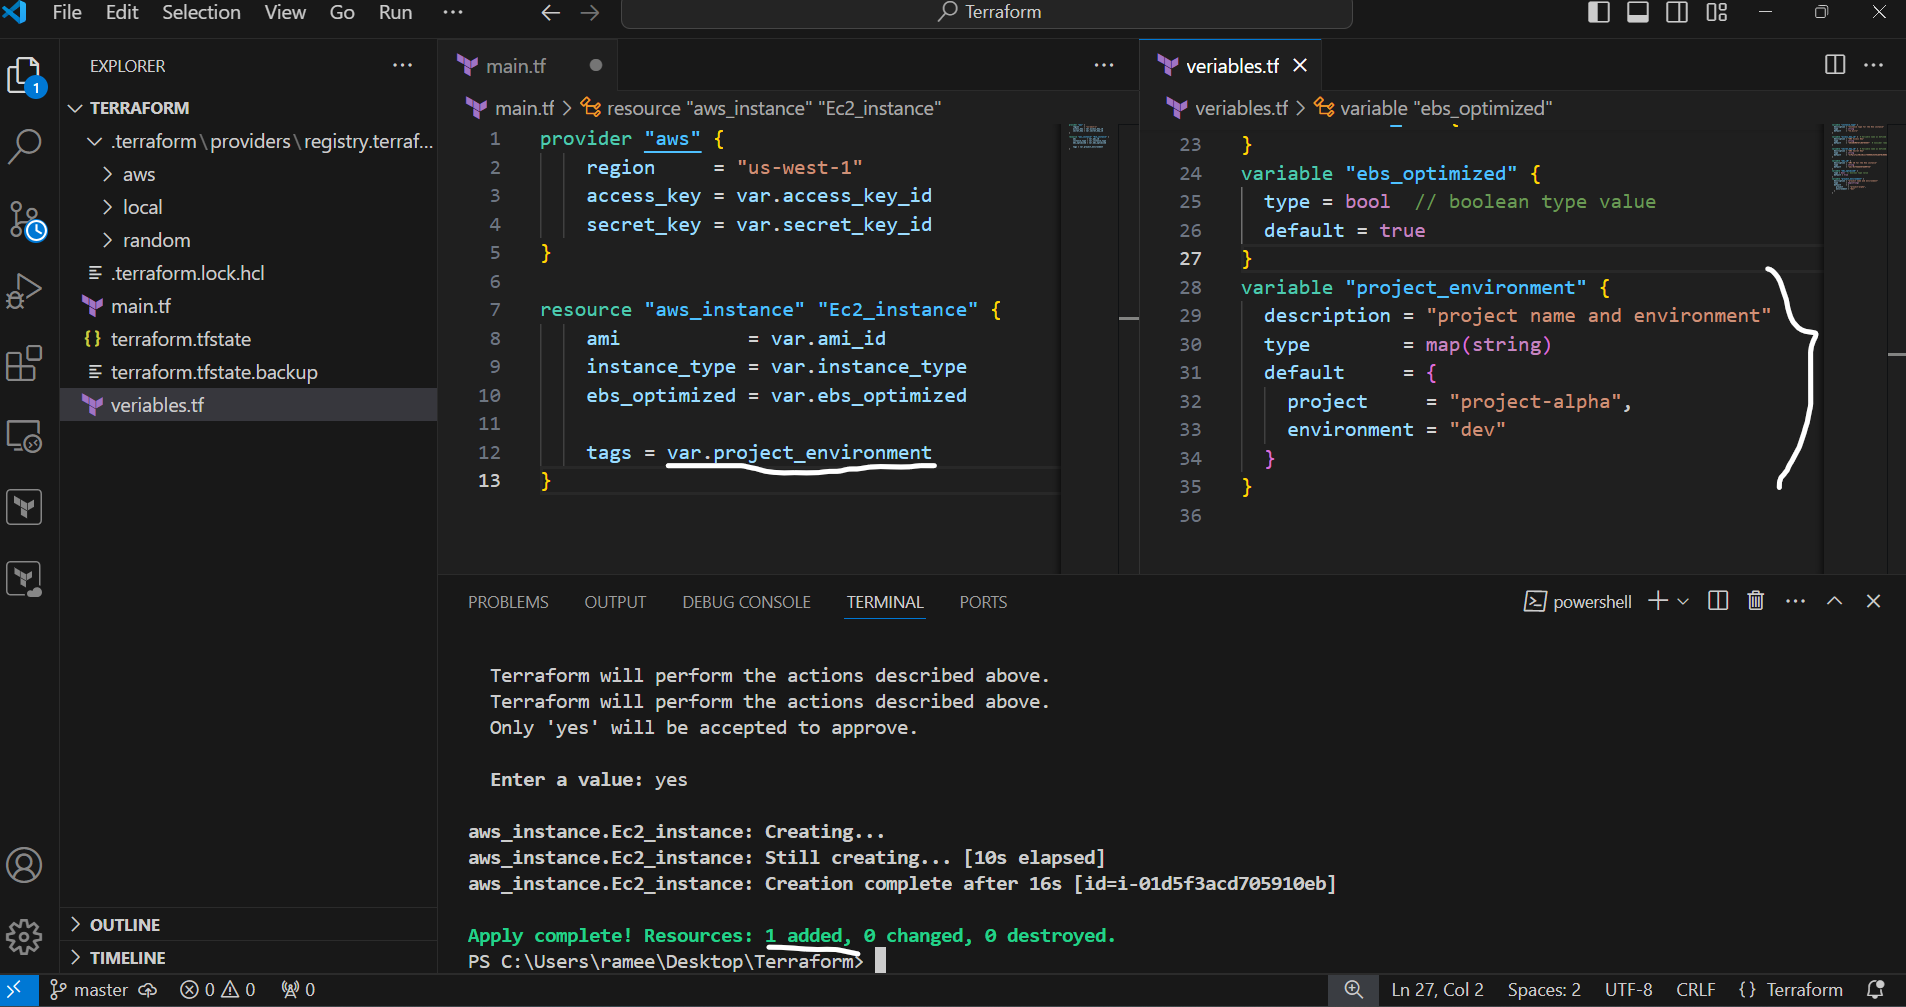 File Edit Selection View Go Run ···
Terraform
EXPLORER ···
TERRAFORM
.terraform\providers\registry.terraf...
aws
local
random
.terraform.lock.hcl
main.tf
{} terraform.tfstate
terraform.tfstate.backup
veriables.tf
OUTLINE
TIMELINE
1
main.tf
main.tf > resource "aws_instance" "Ec2_instance"
1 provider "aws" {
2 region = "us-west-1"
3 access_key = var.access_key_id
4 secret_key = var.secret_key_id
5 }
6
7 resource "aws_instance" "Ec2_instance" {
8 ami = var.ami_id
9 instance_type = var.instance_type
10 ebs_optimized = var.ebs_optimized
11
12 tags = var.project_environment
13 }
veriables.tf
veriables.tf > variable "ebs_optimized"
23 }
24 variable "ebs_optimized" {
25 type = bool // boolean type value
26 default = true
27 }
28 variable "project_environment" {
29 description = "project name and environment"
30 type = map(string)
31 default = {
32 project = "project-alpha",
33 environment = "dev"
34 }
35 }
36
PROBLEMS OUTPUT DEBUG CONSOLE TERMINAL PORTS
powershell
Terraform will perform the actions described above.
Terraform will perform the actions described above.
Only 'yes' will be accepted to approve.
Enter a value: yes
aws_instance.Ec2_instance: Creating...
aws_instance.Ec2_instance: Still creating... [10s elapsed]
aws_instance.Ec2_instance: Creation complete after 16s [id=i-01d5f3acd705910eb]
Apply complete! Resources: 1 added, 0 changed, 0 destroyed.
PS C:\Users\ramee\Desktop\Terraform>
master 0 0 0 Ln 27, Col 2 Spaces: 2 UTF-8 CRLF {} Terraform